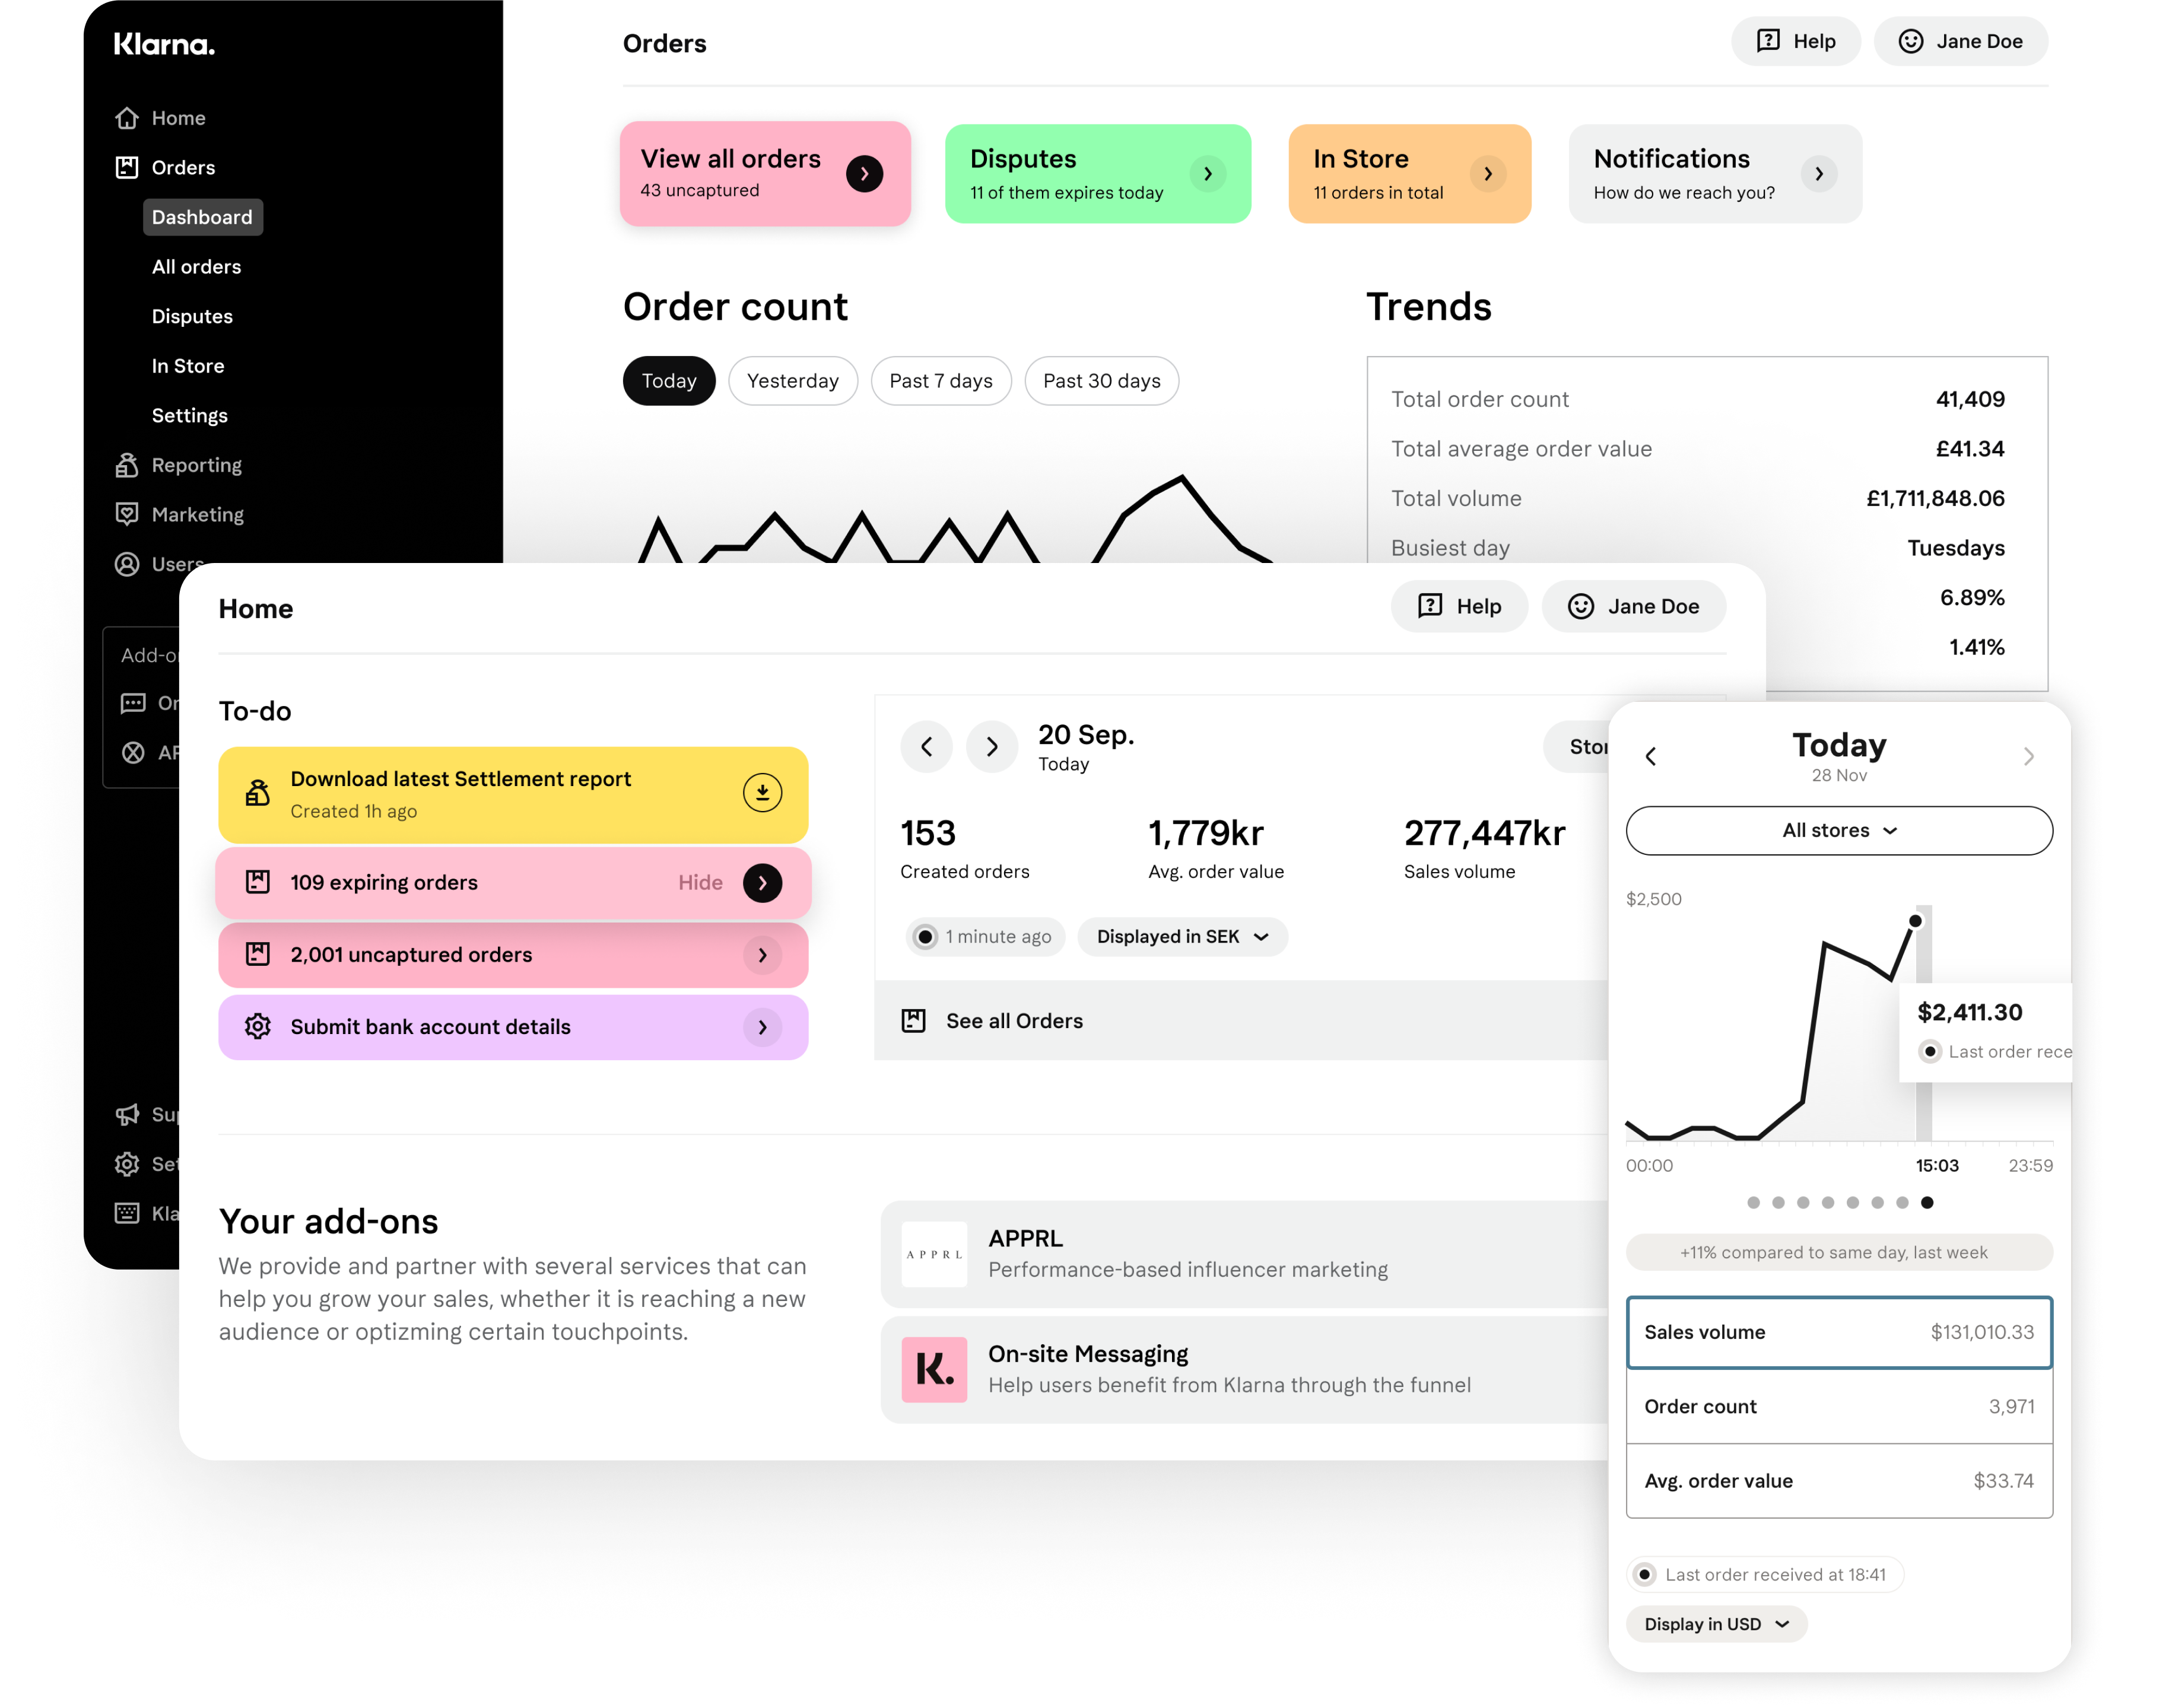 Klarna.
Home
Orders
Dashboard
All orders
Disputes
In Store
Settings
Reporting
Marketing
Users
Orders
Help
Jane Doe
View all orders
43 uncaptured
Disputes
11 of them expires today
In Store
11 orders in total
Notifications
How do we reach you?
Order count
Today
Yesterday
Past 7 days
Past 30 days
Trends
Total order count 41,409
Total average order value £41.34
Total volume £1,711,848.06
Busiest day Tuesdays
6.89%
1.41%
Home
Help
Jane Doe
To-do
Download latest Settlement report
Created 1h ago
109 expiring orders Hide
2,001 uncaptured orders
Submit bank account details
20 Sep.
Today
153
Created orders
1,779kr
Avg. order value
277,447kr
Sales volume
1 minute ago
Displayed in SEK
See all Orders
Your add-ons
We provide and partner with several services that can
help you grow your sales, whether it is reaching a new
audience or optizming certain touchpoints.
APPRL
APPRL
Performance-based influencer marketing
K.
On-site Messaging
Help users benefit from Klarna through the funnel
Today
28 Nov
All stores
$2,500
$2,411.30
Last order rece
00:00
15:03
23:59
+11% compared to same day, last week
Sales volume $131,010.33
Order count 3,971
Avg. order value $33.74
Last order received at 18:41
Display in USD